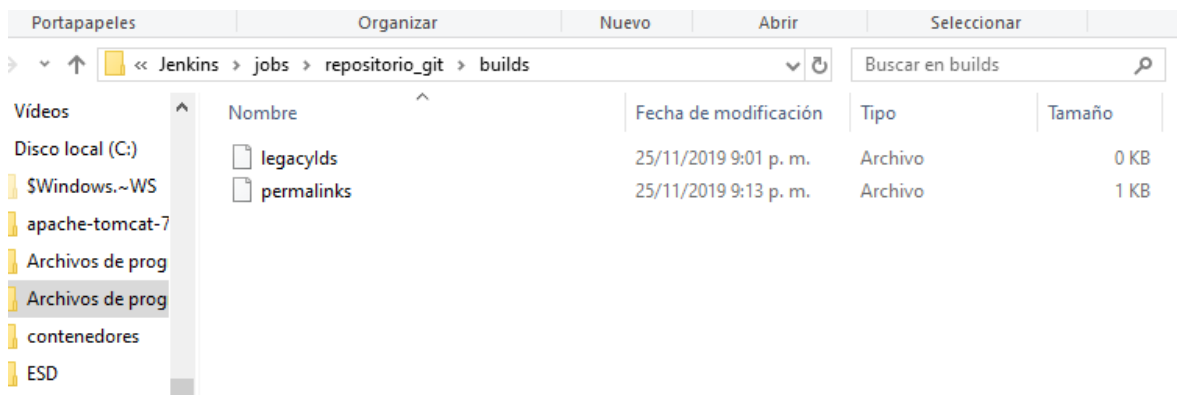 Portapapeles Organizar Nuevo Abrir Seleccionar
« Jenkins > jobs > repositorio_git > builds Buscar en builds
Vídeos Nombre Fecha de modificación Tipo Tamaño
Disco local (C:) legacyIds 25/11/2019 9:01 p. m. Archivo 0 KB
$Windows.~WS permalinks 25/11/2019 9:13 p. m. Archivo 1 KB
apache-tomcat-7
Archivos de prog
Archivos de prog
contenedores
ESD